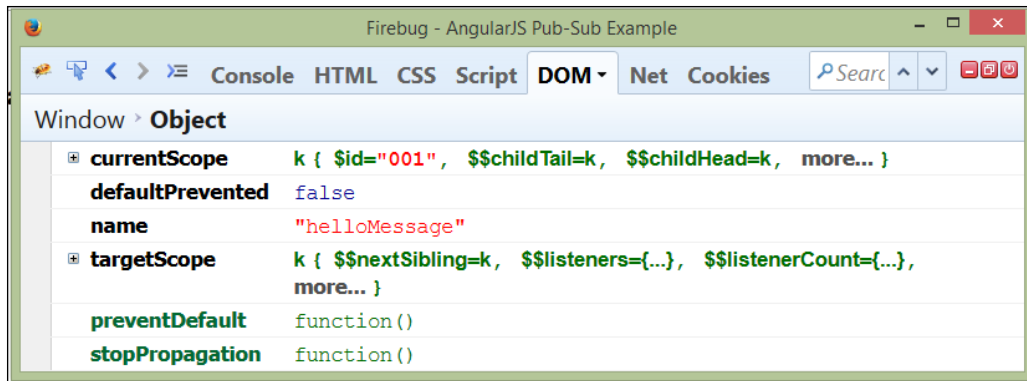 Firebug - AngularJS Pub-Sub Example
Console HTML CSS Script DOM Net Cookies Searc
Window > Object
currentScope k { $id="001", $$childTail=k, $$childHead=k, more... }
defaultPrevented false
name "helloMessage"
targetScope k { $$nextSibling=k, $$listeners={...}, $$listenerCount={...},
more... }
preventDefault function()
stopPropagation function()